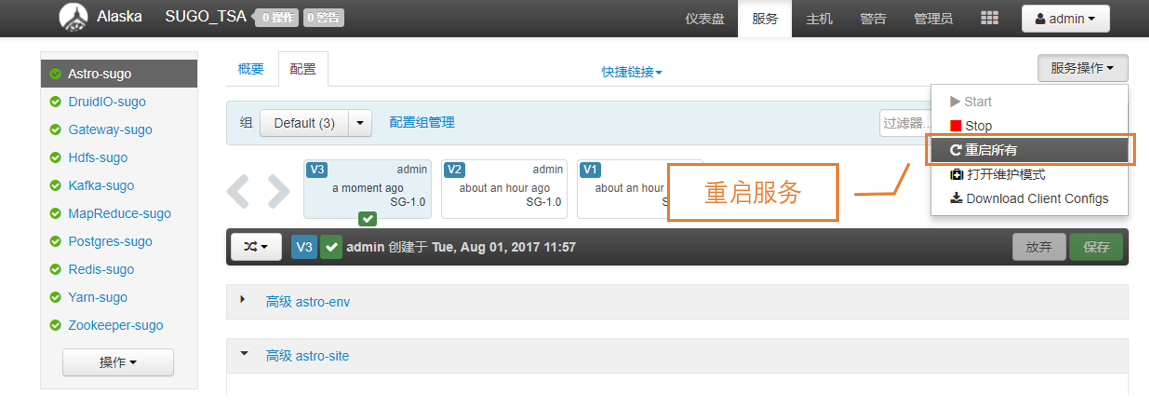 Alaska SUGO_TSA 0 操作 0 警告 仪表盘 服务 主机 警告 管理员 admin
Astro-sugo
DruidIO-sugo
Gateway-sugo
Hdfs-sugo
Kafka-sugo
MapReduce-sugo
Postgres-sugo
Redis-sugo
Yarn-sugo
Zookeeper-sugo
操作
概要 配置 快捷链接 服务操作
组 Default (3) 配置组管理 过滤器...
Start
Stop
重启所有
打开维护模式
Download Client Configs
重启服务
V3 admin
a moment ago
SG-1.0
V2 admin
about an hour ago
SG-1.0
V1
about an hour
V3 admin 创建于 Tue, Aug 01, 2017 11:57 放弃 保存
高级 astro-env
高级 astro-site